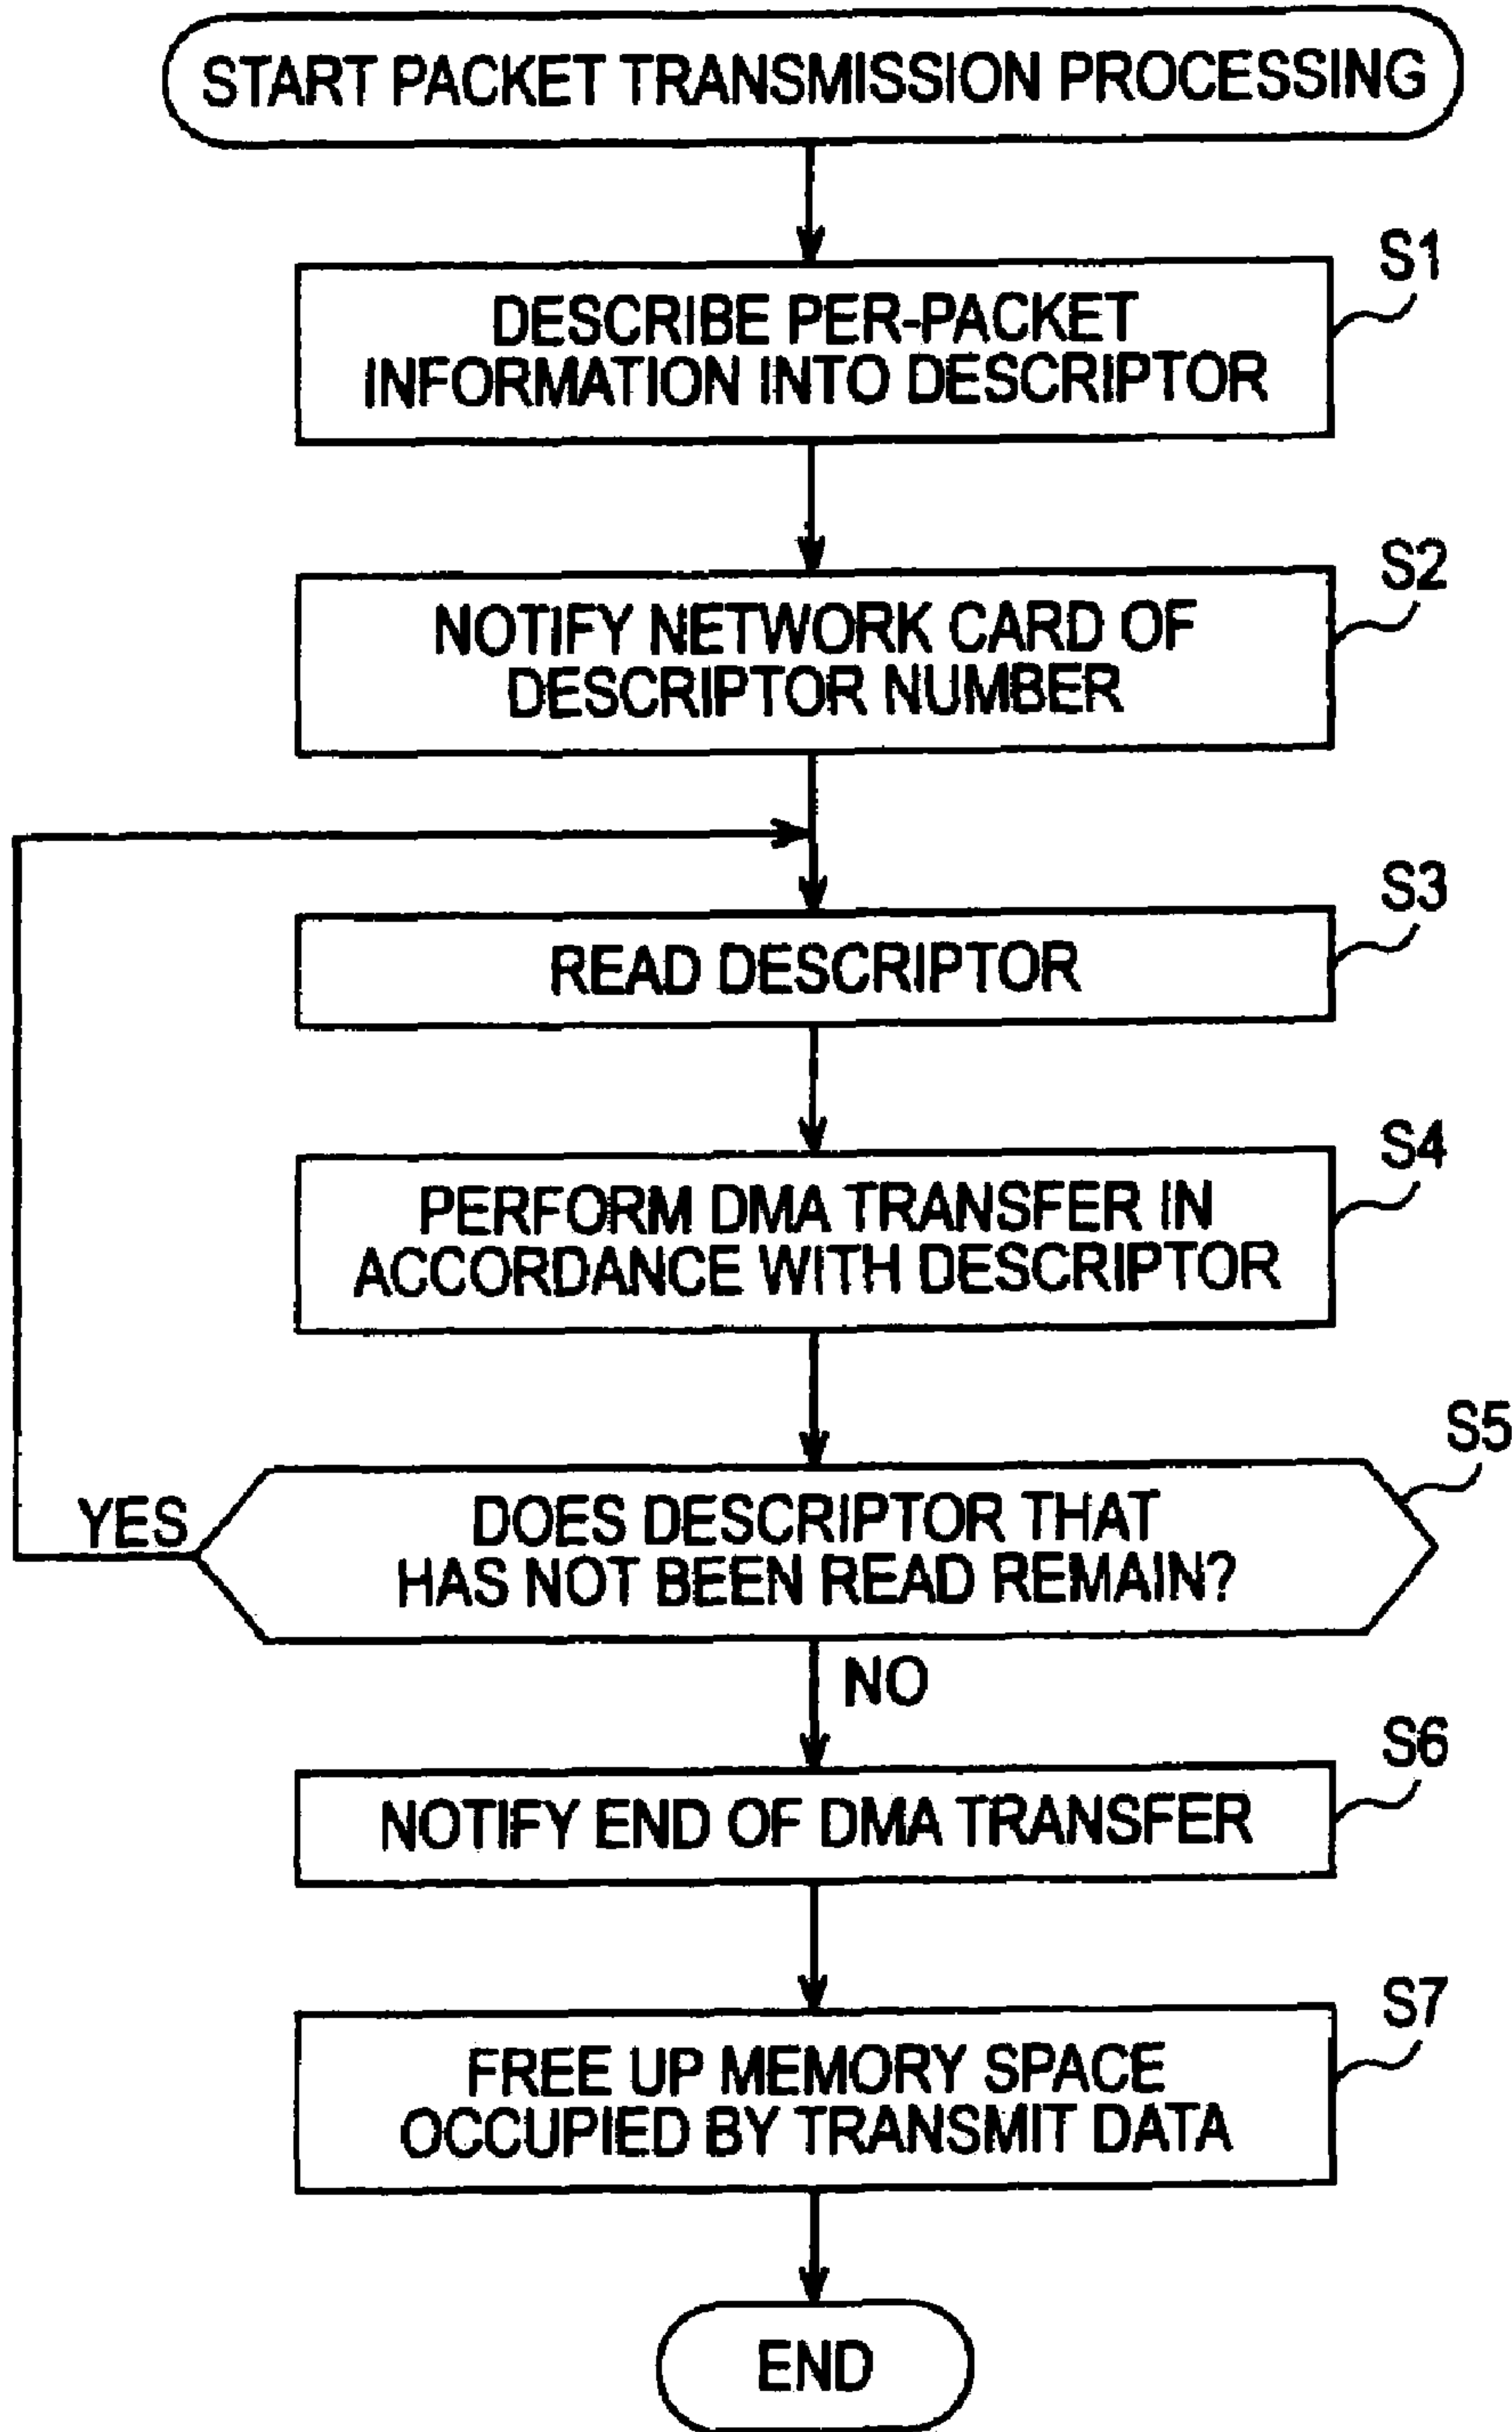 START PACKET TRANSMISSION PROCESSING
S1
DESCRIBE PER-PACKET
INFORMATION INTO DESCRIPTOR
S2
NOTIFY NETWORK CARD OF
DESCRIPTOR NUMBER
S3
READ DESCRIPTOR
S4
PERFORM DMA TRANSFER IN
ACCORDANCE WITH DESCRIPTOR
S5
YES
DOES DESCRIPTOR THAT
HAS NOT BEEN READ REMAIN?
NO
S6
NOTIFY END OF DMA TRANSFER
S7
FREE UP MEMORY SPACE
OCCUPIED BY TRANSMIT DATA
END